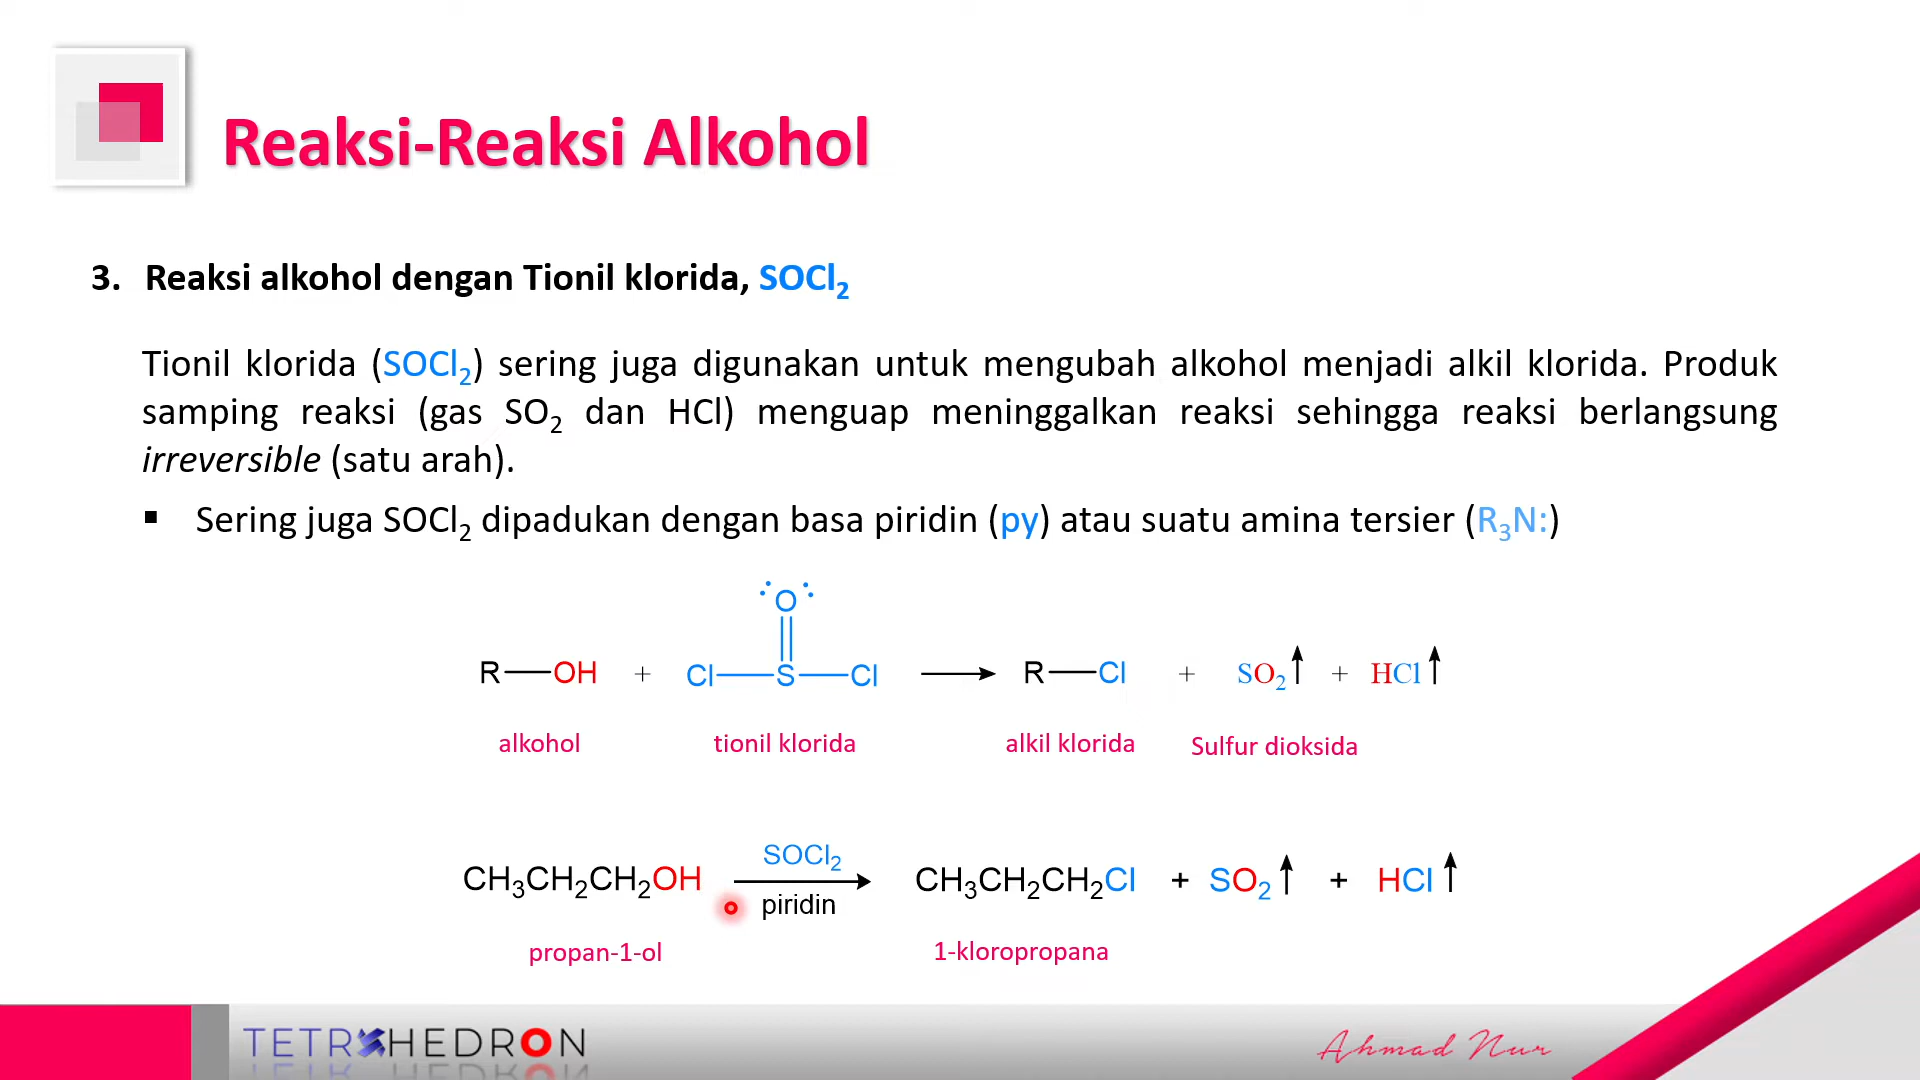 Reaksi-Reaksi Alkohol
3. Reaksi alkohol dengan Tionil klorida, SOCl₂
Tionil klorida (SOCl₂) sering juga digunakan untuk mengubah alkohol menjadi alkil klorida. Produk
samping reaksi (gas SO₂ dan HCl) menguap meninggalkan reaksi sehingga reaksi berlangsung
irreversible (satu arah).
▪ Sering juga SOCl₂ dipadukan dengan basa piridin (py) atau suatu amina tersier (R₃N:)
O
R—OH + Cl—S—Cl → R—Cl + SO₂↑ + HCl↑
alkohol tionil klorida alkil klorida Sulfur dioksida
SOCl₂
CH₃CH₂CH₂OH → CH₃CH₂CH₂Cl + SO₂↑ + HCl↑
piridin
propan-1-ol 1-kloropropana
TETRAHEDRON Ahmad Nur